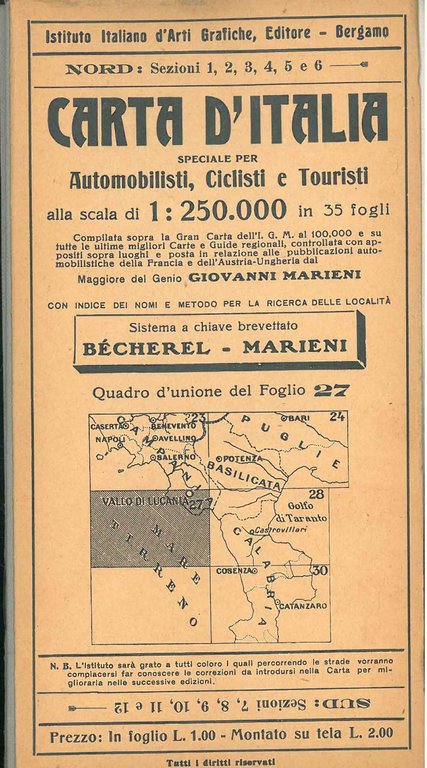 Istituto Italiano d'Arti Grafiche, Editore - Bergamo
NORD: Sezioni 1, 2, 3, 4, 5 e 6
CARTA D'ITALIA
SPECIALE PER
Automobilisti, Ciclisti e Touristi
alla scala di 1:250.000 in 35 fogli
Compilata sopra la Gran Carta dell'I. G. M. al 100,000 e su
tutte le ultime migliori Carte e Guide regionali, controllata con ap-
positi sopra luoghi e posta in relazione alle pubblicazioni auto-
mobilistiche della Francia e dell'Austria-Ungheria dal
Maggiore del Genio GIOVANNI MARIENI
CON INDICE DEI NOMI E METODO PER LA RICERCA DELLE LOCALITÀ
Sistema a chiave brevettato
BÉCHEREL - MARIENI
Quadro d'unione del Foglio 27
23
24
CASERTA
BENEVENTO
BARI
NAPOLI
AVELLINO
SALERNO
CAMPANIA
PUGLIE
POTENZA
BASILICATA
VALLO DI LUCANIA
27
28
Golfo
di Taranto
Castrovillari
MARE
TIRRENO
CALABRIA
COSENZA
30
CATANZARO
N. B. L'Istituto sarà grato a tutti coloro i quali percorrendo le strade vorranno
compiacersi far conoscere le correzioni da introdursi nella Carta per mi-
gliorarla nelle successive edizioni.
SUD: Sezioni 7, 8, 9, 10, 11 e 12
Prezzo: In foglio L. 1.00 - Montato su tela L. 2.00
Tutti i diritti riservati